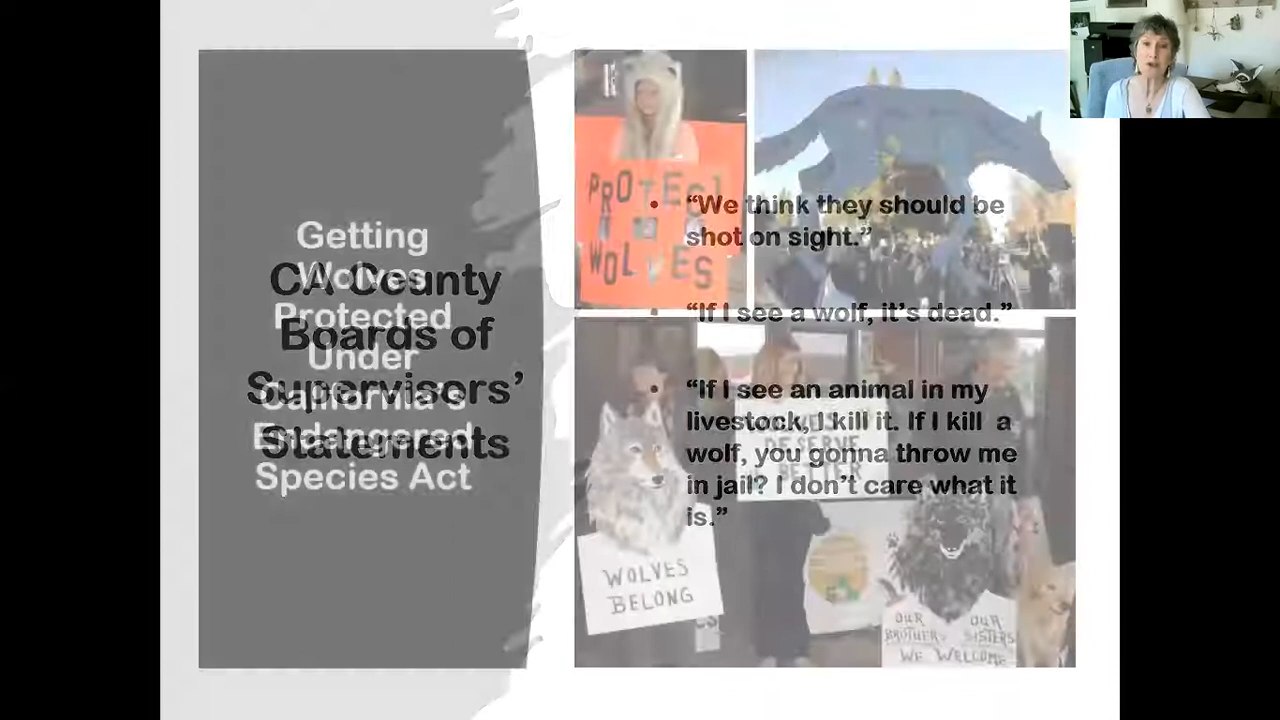 Getting
Wolves
Protected
Under
California's
Endangered
Species Act
CA County
Boards of
Supervisors’
Statements
PROTECT
WOLVES
• “We think they should be
shot on sight.”
• “If I see a wolf, it’s dead.”
• “If I see an animal in my
livestock, I kill it. If I kill a
wolf, you gonna throw me
in jail? I don’t care what it
is.”
DESERVE
BETTER
WOLVES
BELONG
OUR OUR
BROTHERS SISTERS
WE WELCOME